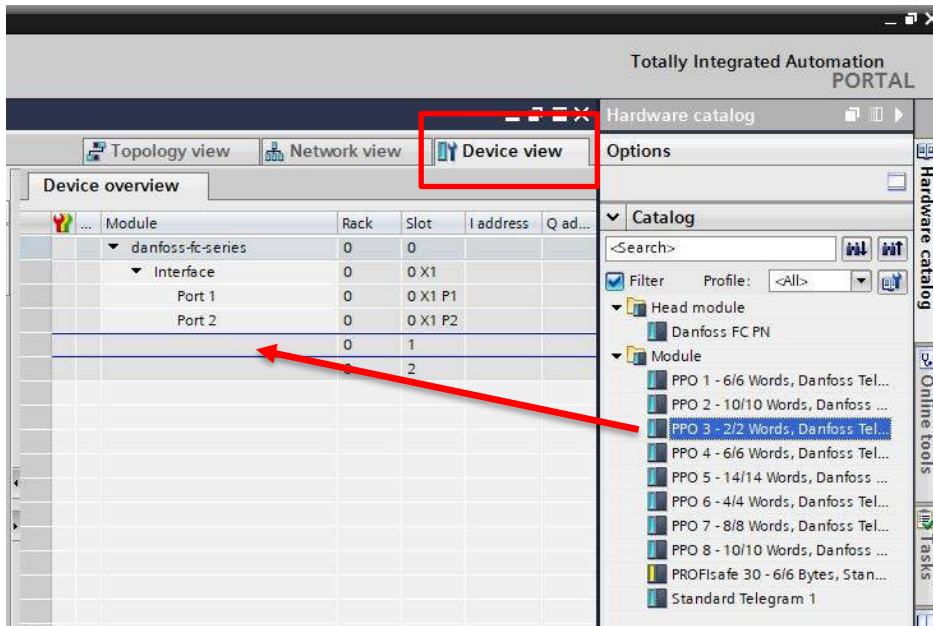 Totally Integrated Automation
PORTAL
Hardware catalog
Topology view
Network view
Device view
Options
Device overview
... Module Rack Slot I address Q ad...
danfoss-fc-series 0 0
Interface 0 0 X1
Port 1 0 0 X1 P1
Port 2 0 0 X1 P2
0 1
2
Catalog
<Search>
Filter Profile: <All>
Head module
Danfoss FC PN
Module
PPO 1 - 6/6 Words, Danfoss Tel...
PPO 2 - 10/10 Words, Danfoss ...
PPO 3 - 2/2 Words, Danfoss Tel...
PPO 4 - 6/6 Words, Danfoss Tel...
PPO 5 - 14/14 Words, Danfoss ...
PPO 6 - 4/4 Words, Danfoss Tel...
PPO 7 - 8/8 Words, Danfoss Tel...
PPO 8 - 10/10 Words, Danfoss ...
PROFIsafe 30 - 6/6 Bytes, Stan...
Standard Telegram 1
Hardware catalog
Online tools
Tasks